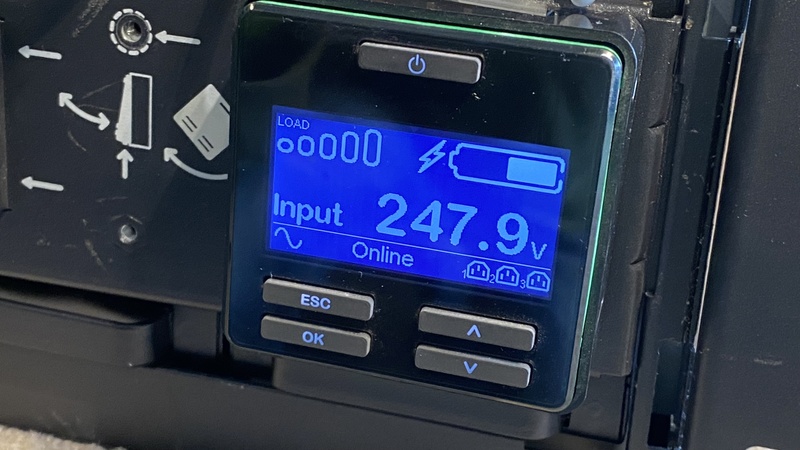 LOAD
Input 247.9V
Online
1 2 3
ESC
OK